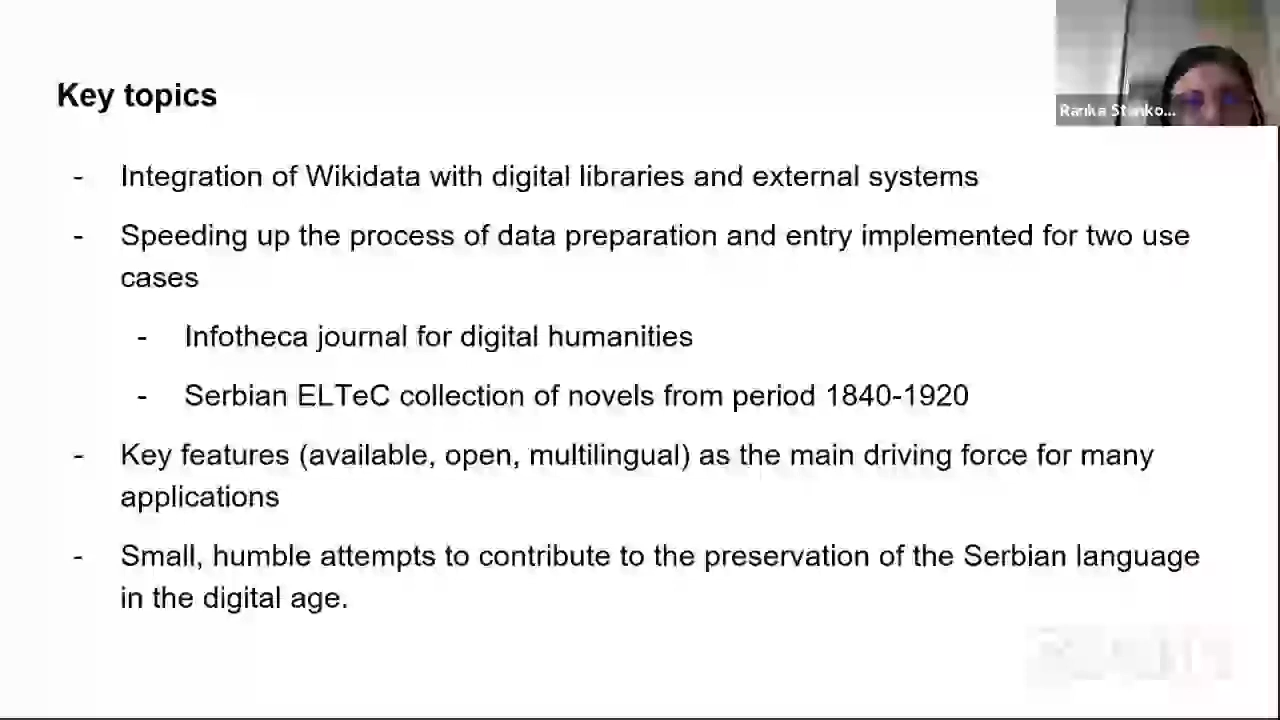 Key topics
Ranka Stanko...
- Integration of Wikidata with digital libraries and external systems
- Speeding up the process of data preparation and entry implemented for two use
cases
- Infotheca journal for digital humanities
- Serbian ELTeC collection of novels from period 1840-1920
- Key features (available, open, multilingual) as the main driving force for many
applications
- Small, humble attempts to contribute to the preservation of the Serbian language
in the digital age.